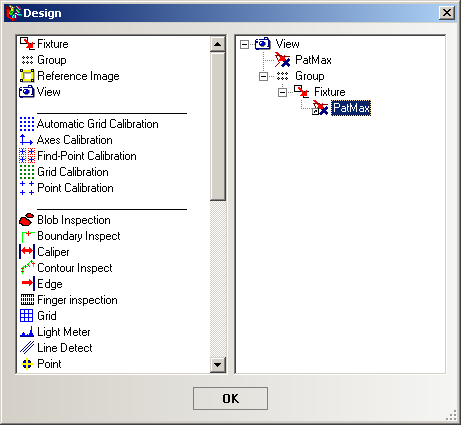 Design
Fixture
Group
Reference Image
View
Automatic Grid Calibration
Axes Calibration
Find-Point Calibration
Grid Calibration
Point Calibration
Blob Inspection
Boundary Inspect
Caliper
Contour Inspect
Edge
Finger inspection
Grid
Light Meter
Line Detect
Point
View
PatMax
Group
Fixture
PatMax
OK